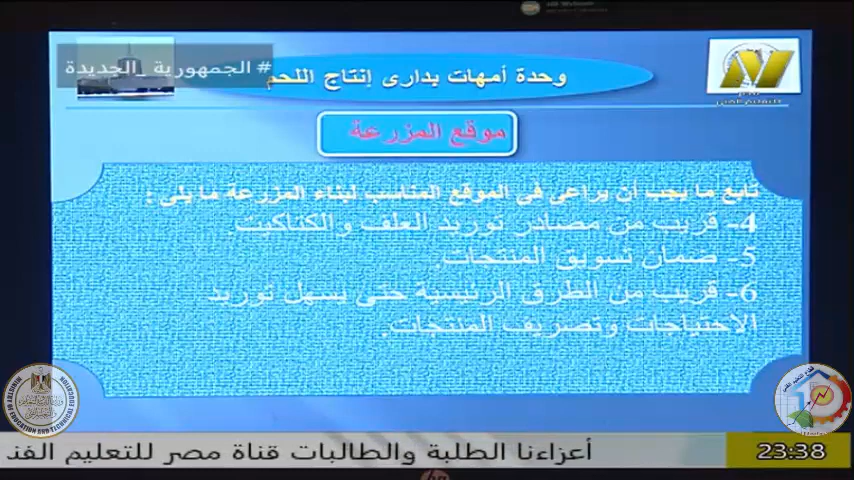 #الجمهورية_الجديدة
وحدة أمهات بدارى إنتاج اللحم
موقع المزرعة
تابع ما يجب أن يراعى فى الموقع المناسب لبناء المزرعة ما يلى :
4- قريب من مصادر توريد العلف والكتاكيت.
5- ضمان تسويق المنتجات.
6- قريب من الطرق الرئيسية حتى يسهل توريد
الاحتياجات وتصريف المنتجات.
أعزاءنا الطلبة والطالبات قناة مصر للتعليم الفن
23:38